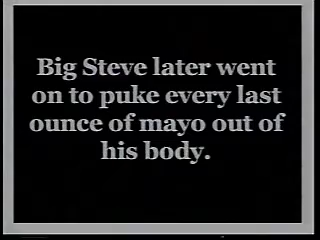 Big Steve later went
on to puke every last
ounce of mayo out of
his body.